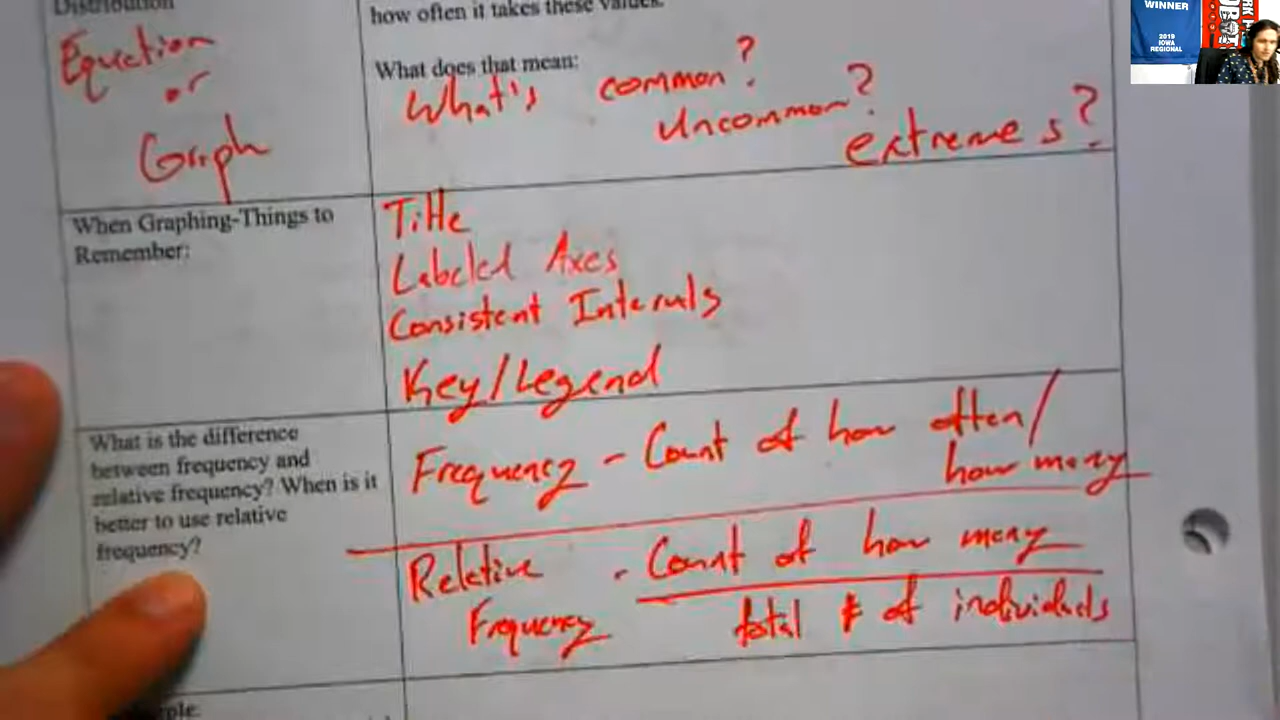 Distribution
how often it takes these values.
Equation
or
Graph
What does that mean:
What's common?
uncommon?
extremes?
When Graphing-Things to
Remember:
Title
Labeled Axes
Consistent Intervals
Key/Legend
What is the difference
between frequency and
relative frequency? When is it
better to use relative
frequency?
Frequency - Count of how often/
how many
Relative
Frequency
- Count of how many
total # of individuals
WINNER
2019
IOWA
REGIONAL